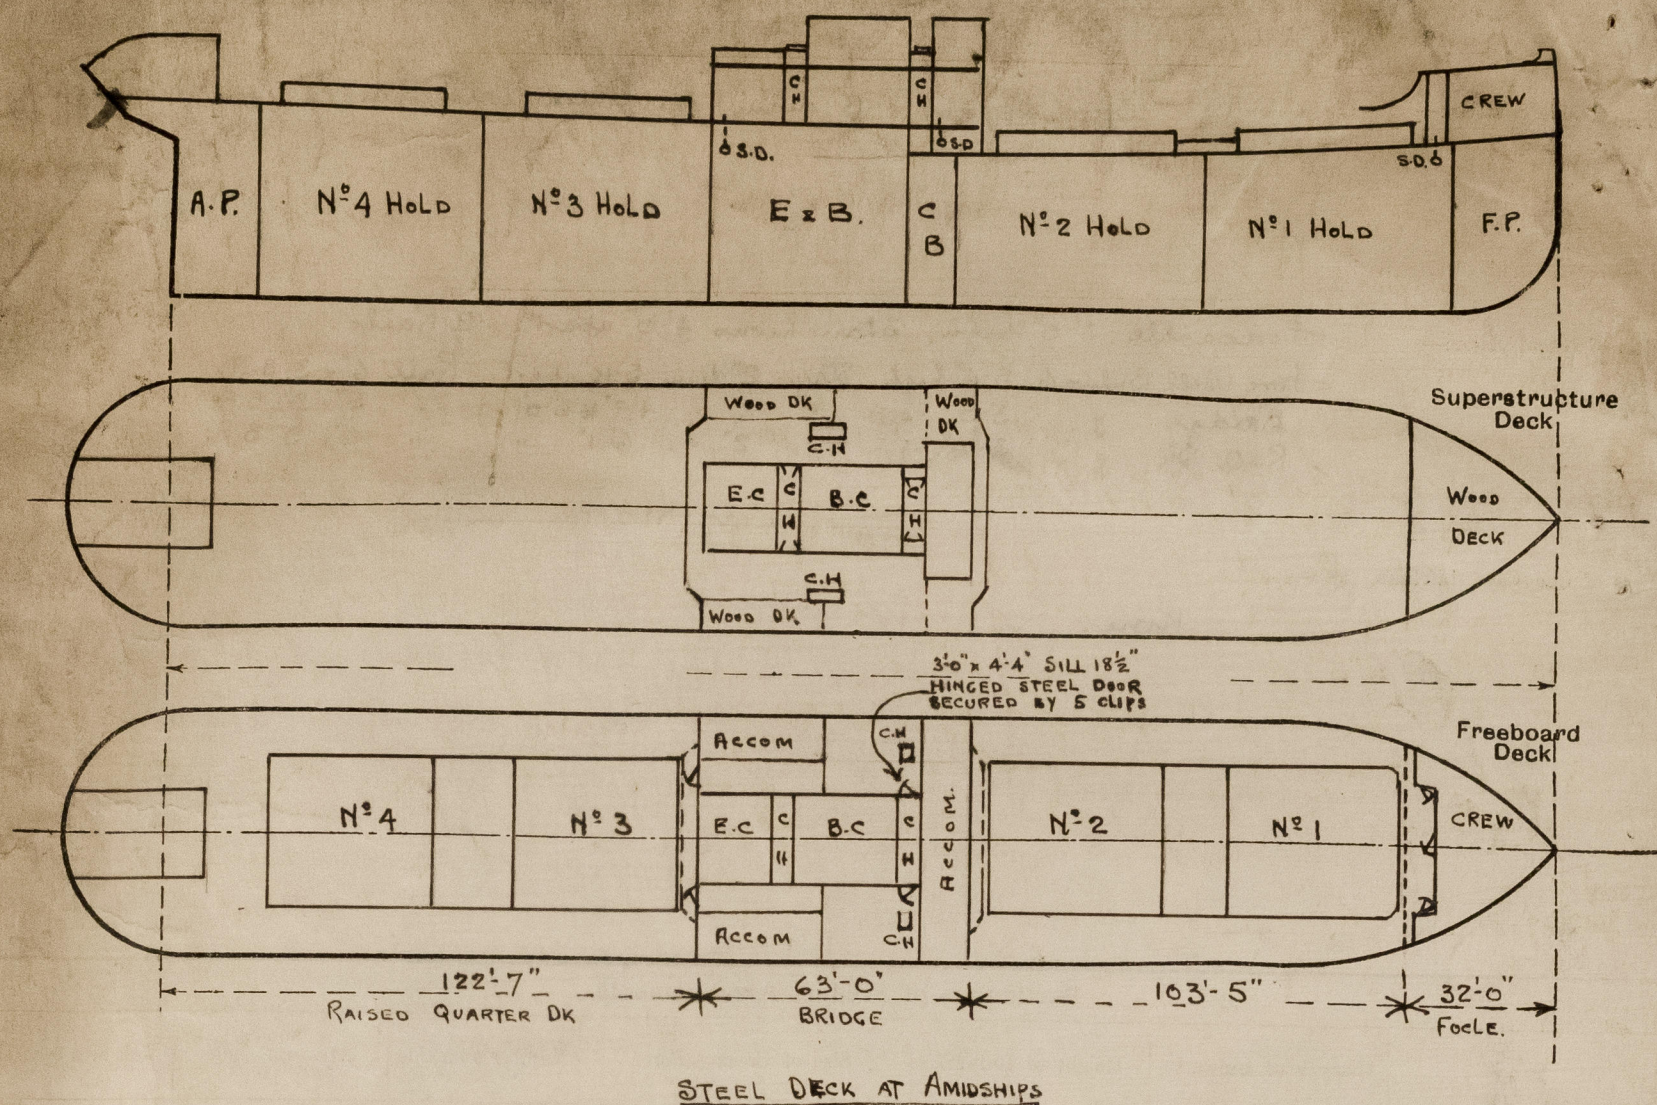 C
H
C
H
CREW
S.D.
S.D
S.D.
A.P.
Nº 4 HOLD
Nº 3 HOLD
E & B.
C
B
Nº 2 HOLD
Nº 1 HOLD
F.P.
Superstructure
Deck
WOOD DK
WOOD
DK
C.H
E.C
C
H
B.C
C
H
WOOD
DECK
C.H
WOOD DK
3'-0" x 4'-4" SILL 18½"
HINGED STEEL DOOR
SECURED BY 5 CLIPS
Freeboard
Deck
ACCOM
C.H
Nº 4
Nº 3
E.C
C
H
B.C
C
H
ACCOM.
Nº 2
Nº 1
CREW
ACCOM
C.H
122'-7"
63'-0"
103'-5"
32'-0"
RAISED QUARTER DK
BRIDGE
FOCLE.
STEEL DECK AT AMIDSHIPS